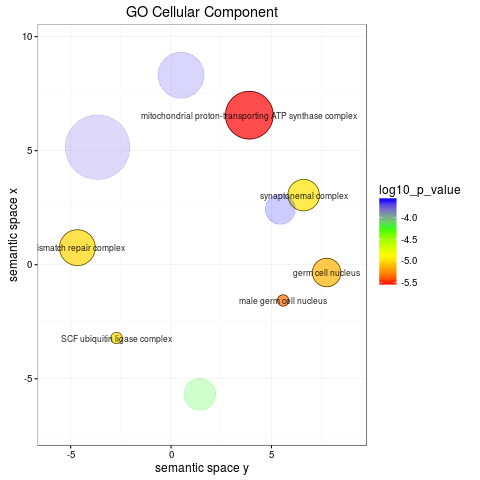 GO Cellular Component
10
5
0
-5
semantic space x
mitochondrial proton-transporting ATP synthase complex
synaptonemal complex
ismatch repair complex
germ cell nucleus
male germ cell nucleus
SCF ubiquitin ligase complex
-5
0
5
semantic space y
log10_p_value
-4.0
-4.5
-5.0
-5.5